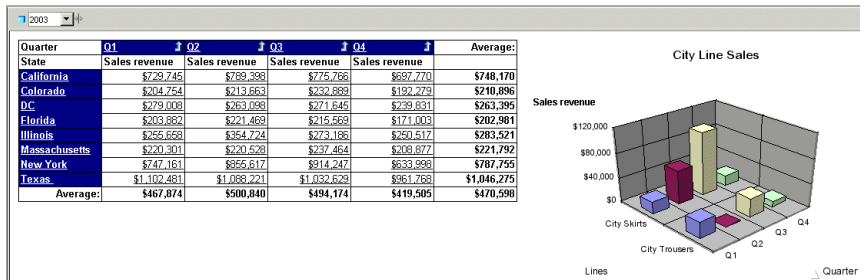 2003
Quarter Q1 Q2 Q3 Q4 Average:
State Sales revenue Sales revenue Sales revenue Sales revenue
California $729,745 $789,398 $775,766 $697,770 $748,170
Colorado $204,754 $213,663 $232,889 $192,279 $210,896
DC $279,008 $263,098 $271,645 $239,831 $263,395
Florida $203,882 $221,469 $215,569 $171,003 $202,981
Illinois $255,658 $354,724 $273,186 $250,517 $283,521
Massachusetts $220,301 $220,528 $237,464 $208,877 $221,792
New York $747,161 $855,617 $914,247 $633,998 $787,755
Texas $1,102,481 $1,088,221 $1,032,629 $961,768 $1,046,275
Average: $467,874 $500,840 $494,174 $419,505 $470,598
City Line Sales
Sales revenue
$120,000
$80,000
$40,000
$0
City Skirts
City Trousers
Q1
Q2
Q3
Q4
Lines
Quarter